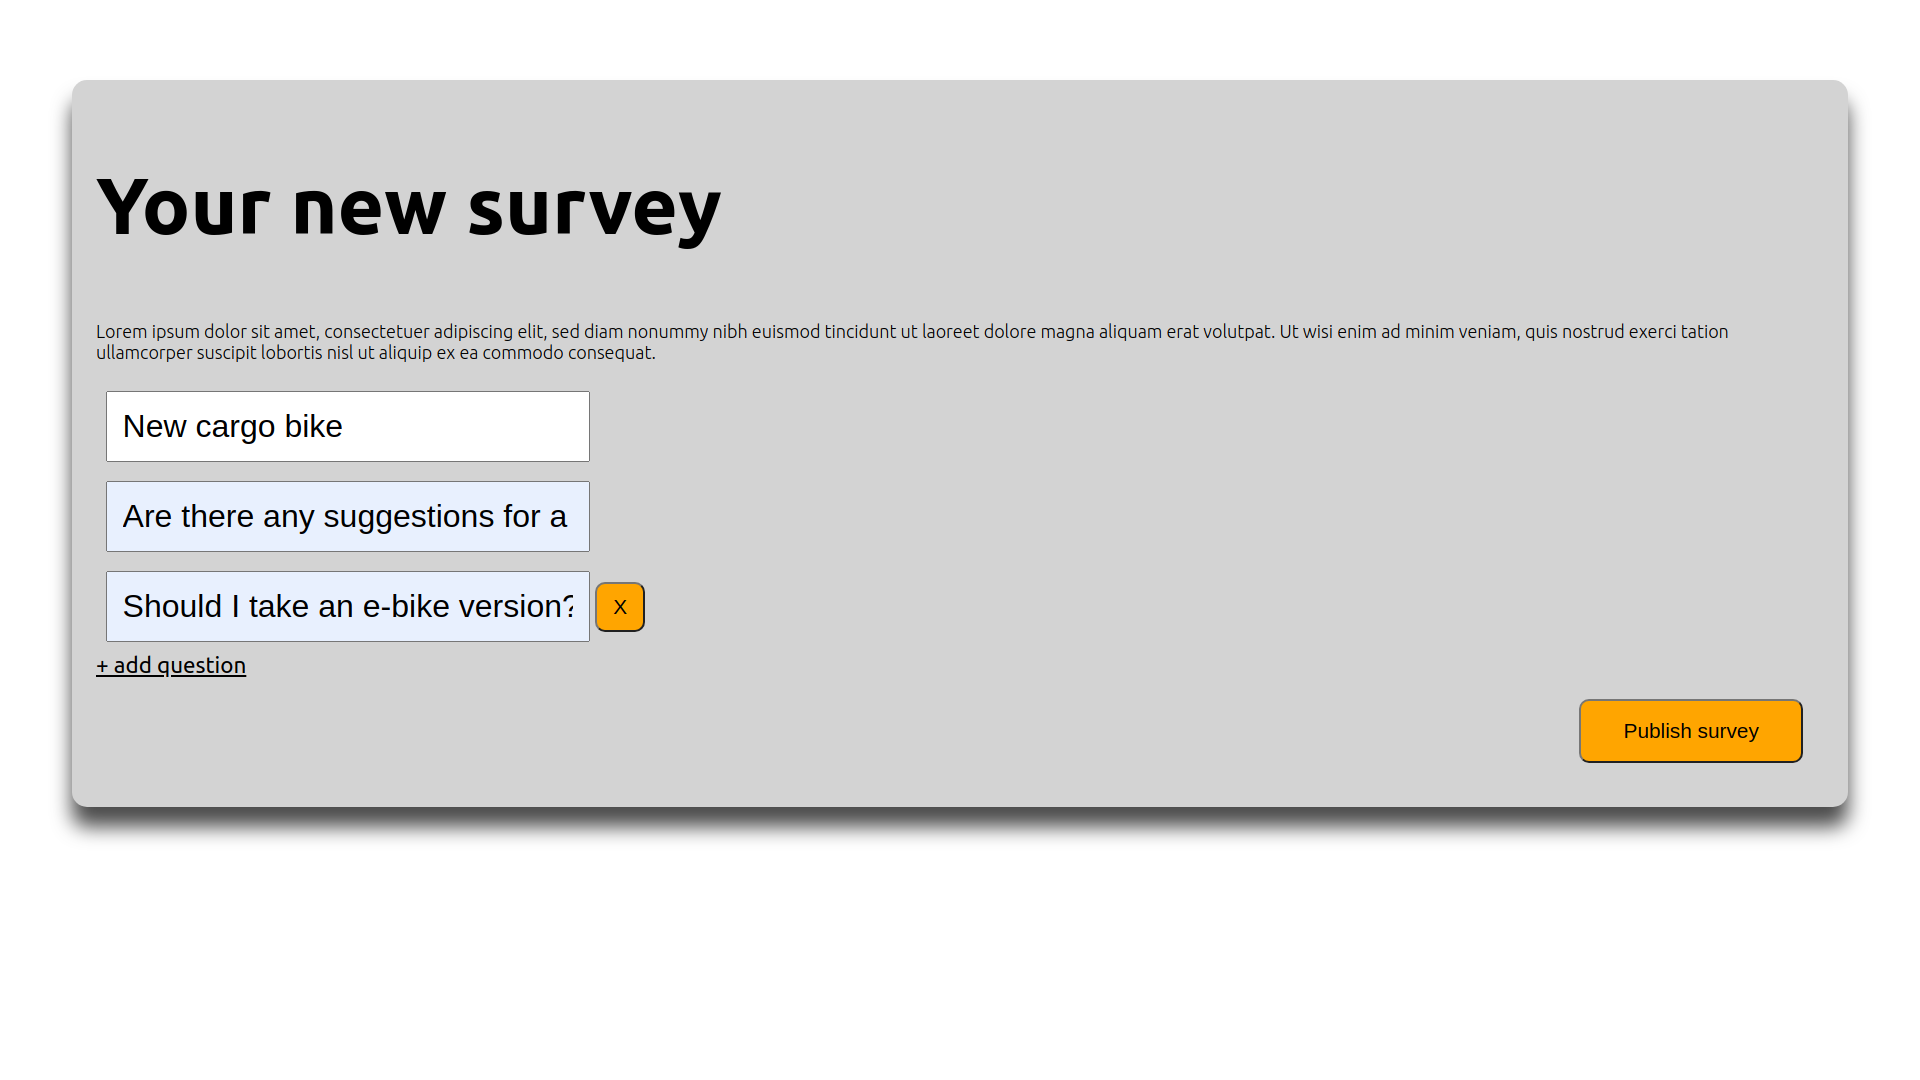 Your new survey
Lorem ipsum dolor sit amet, consectetuer adipiscing elit, sed diam nonummy nibh euismod tincidunt ut laoreet dolore magna aliquam erat volutpat. Ut wisi enim ad minim veniam, quis nostrud exerci tation
ullamcorper suscipit lobortis nisl ut aliquip ex ea commodo consequat.
New cargo bike
Are there any suggestions for a
Should I take an e-bike version?
X
+ add question
Publish survey